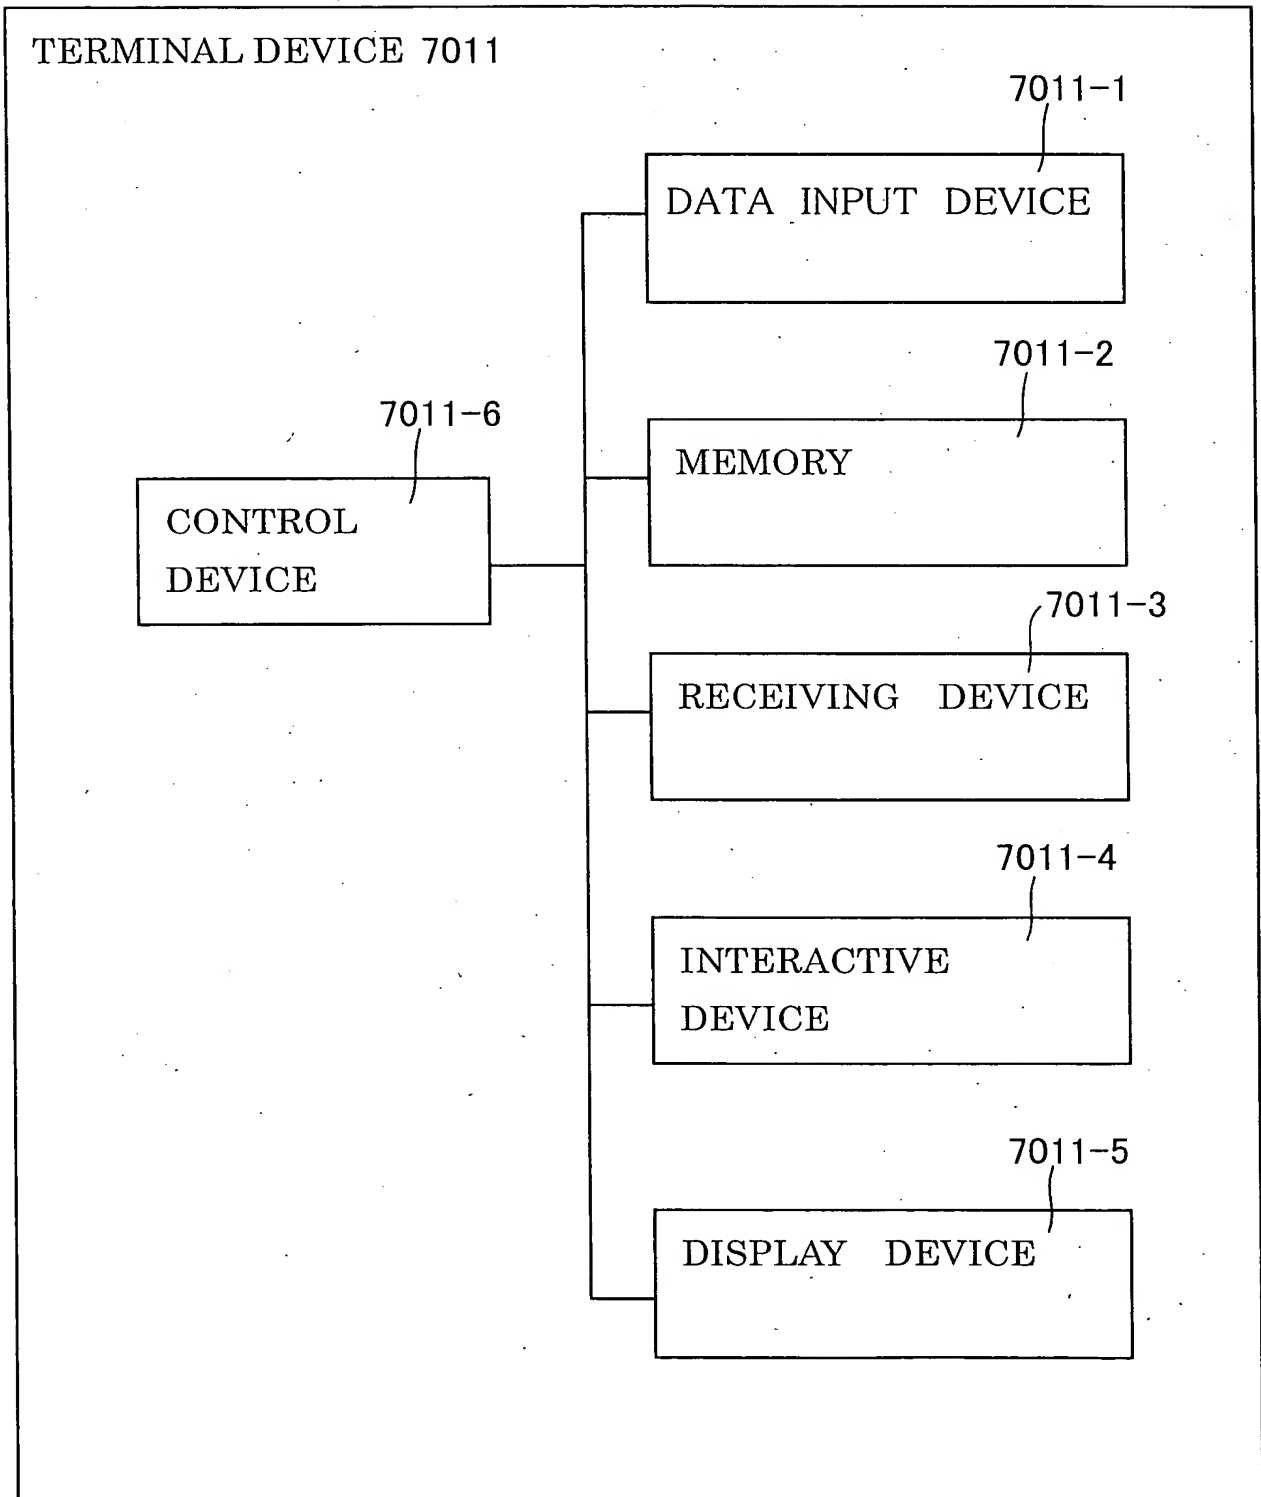 TERMINAL DEVICE 7011
7011-1
DATA INPUT DEVICE
7011-2
MEMORY
7011-6
CONTROL
DEVICE
7011-3
RECEIVING DEVICE
7011-4
INTERACTIVE
DEVICE
7011-5
DISPLAY DEVICE